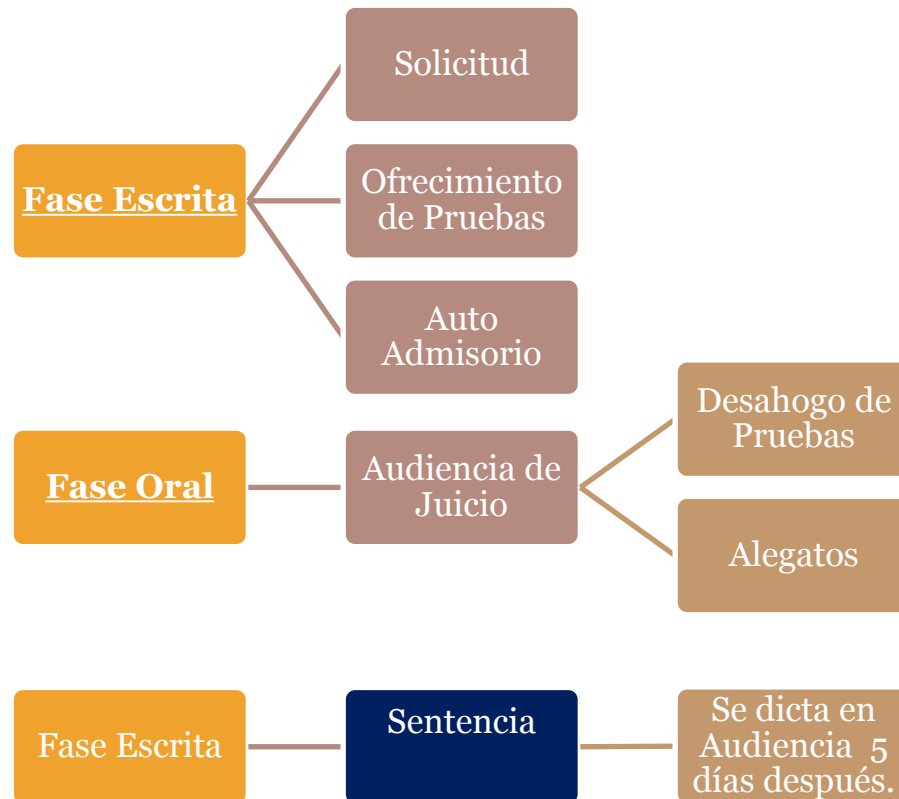 Solicitud
Fase Escrita
Ofrecimiento
de Pruebas
Auto
Admisorio
Fase Oral
Audiencia de
Juicio
Desahogo de
Pruebas
Alegatos
Fase Escrita
Sentencia
Se dicta en
Audiencia 5
días después.